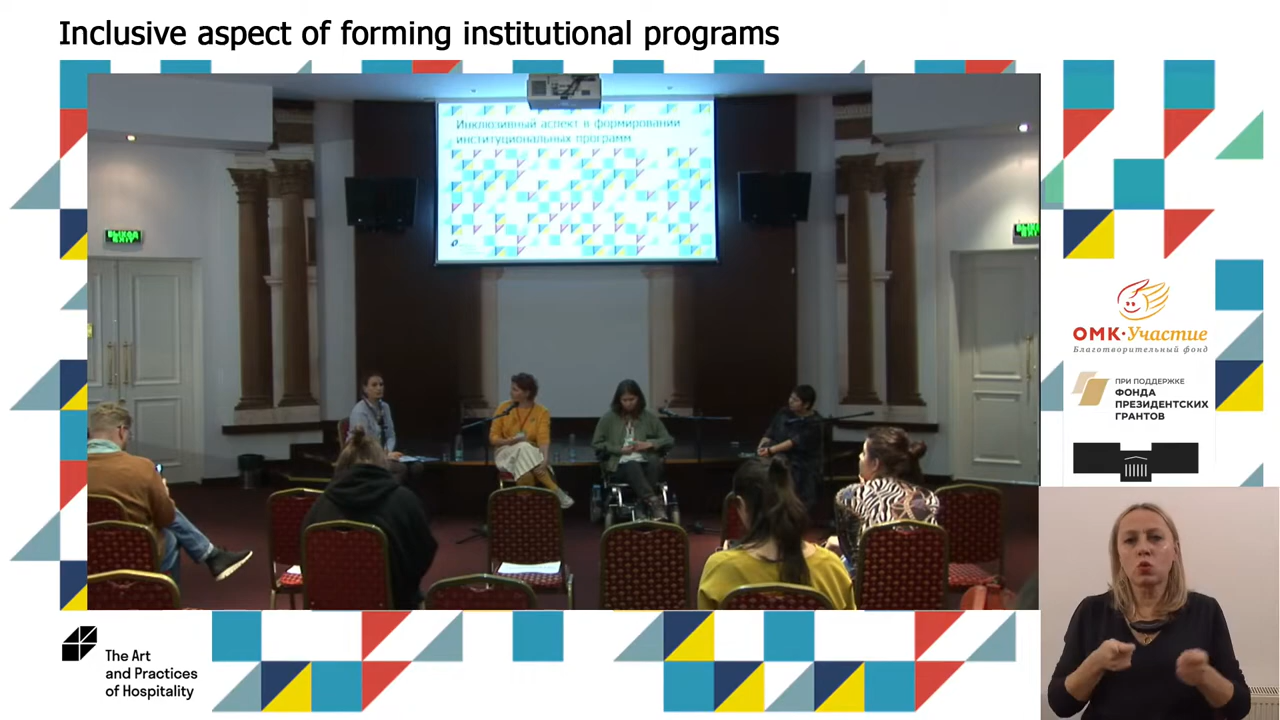 Inclusive aspect of forming institutional programs
Инклюзивный аспект в формировании
институциональных программ
ВЫХОД
EXIT
ОМК·Участие
Благотворительный фонд
ПРИ ПОДДЕРЖКЕ
ФОНДА
ПРЕЗИДЕНТСКИХ
ГРАНТОВ
The Art
and Practices
of Hospitality